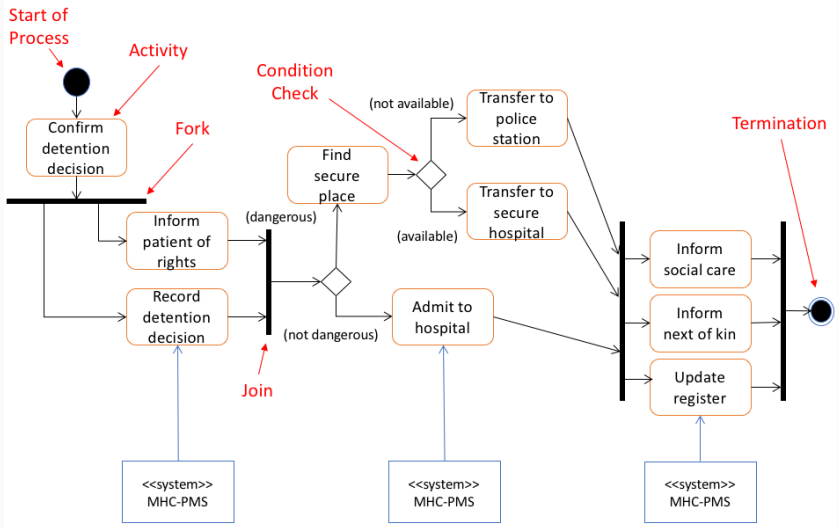 Start of
Process
Activity
Confirm
detention
decision
Fork
Inform
patient of
rights
Record
detention
decision
Join
(dangerous)
(not dangerous)
Find
secure
place
Condition
Check
(not available)
(available)
Transfer to
police
station
Transfer to
secure
hospital
Admit to
hospital
Inform
social care
Inform
next of kin
Update
register
Termination
<<system>>
MHC-PMS
<<system>>
MHC-PMS
<<system>>
MHC-PMS